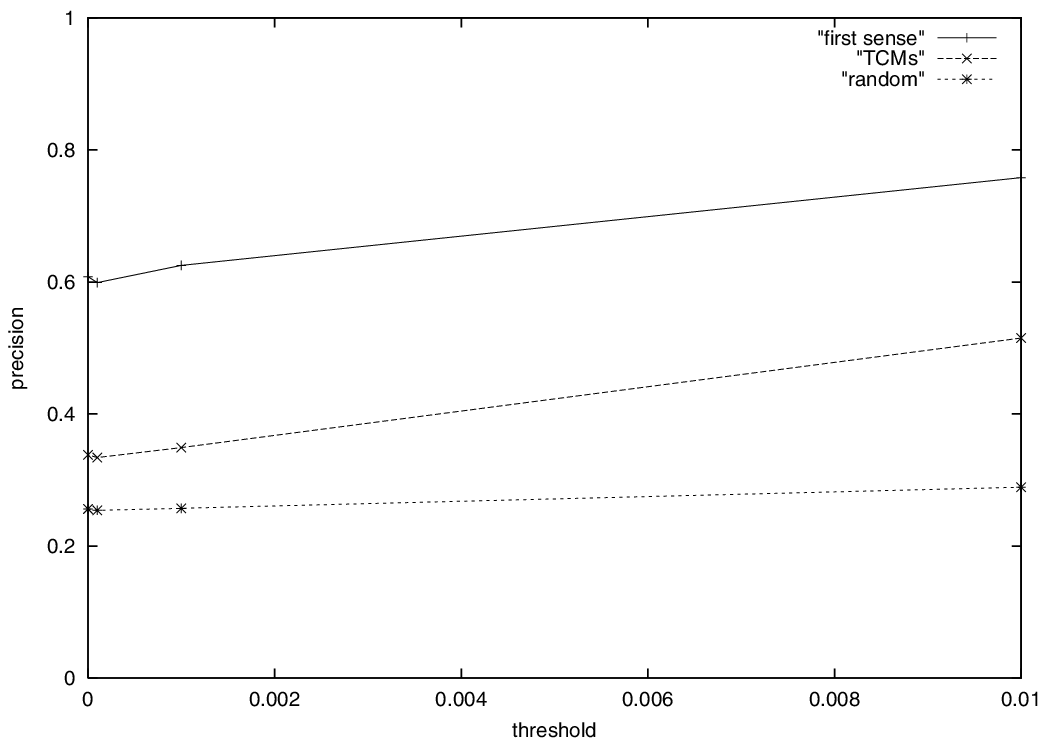 1
"first sense"
"TCMs"
"random"
0.8
0.6
precision
0.4
0.2
0
0 0.002 0.004 0.006 0.008 0.01
threshold